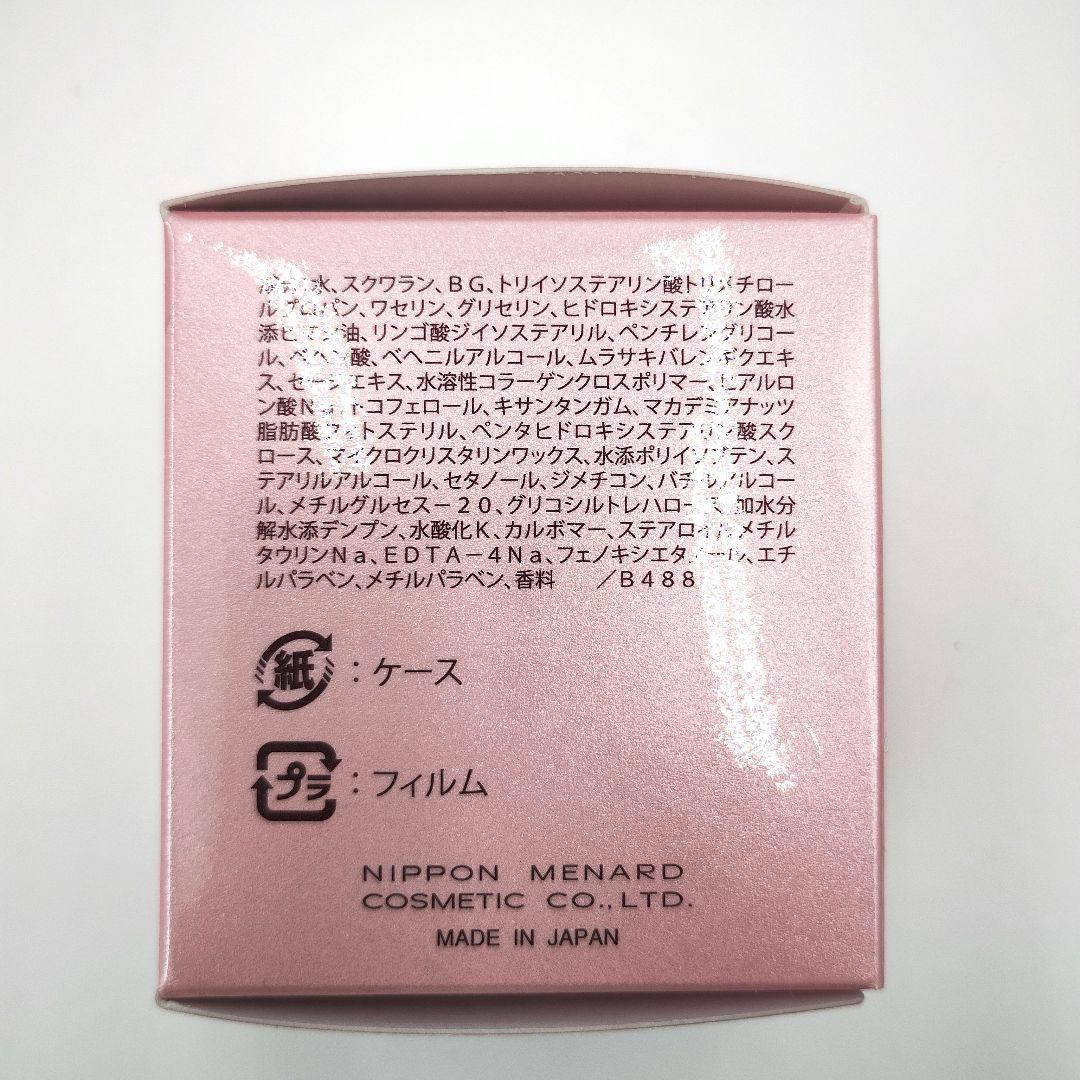 水、スクワラン、BG、トリイソステアリン酸トリメチロー
ルプロパン、ワセリン、グリセリン、ヒドロキシステアリン酸水
添ヒマシ油、リンゴ酸ジイソステアリル、ペンチレングリコー
ル、ベヘン酸、ベヘニルアルコール、ムラサキバレンギクエキ
ス、セージエキス、水溶性コラーゲンクロスポリマー、ヒアルロ
ン酸Na、トコフェロール、キサンタンガム、マカデミアナッツ
脂肪酸フィトステリル、ペンタヒドロキシステアリン酸スク
ロース、マイクロクリスタリンワックス、水添ポリイソブテン、ス
テアリルアルコール、セタノール、ジメチコン、バチルアルコー
ル、メチルグルセス－20、グリコシルトレハロース、加水分
解水添デンプン、水酸化K、カルボマー、ステアロイルメチル
タウリンNa、EDTA－4Na、フェノキシエタノール、エチ
ルパラベン、メチルパラベン、香料　　／B488
紙：ケース
プラ：フィルム
NIPPON MENARD
COSMETIC CO., LTD.
MADE IN JAPAN